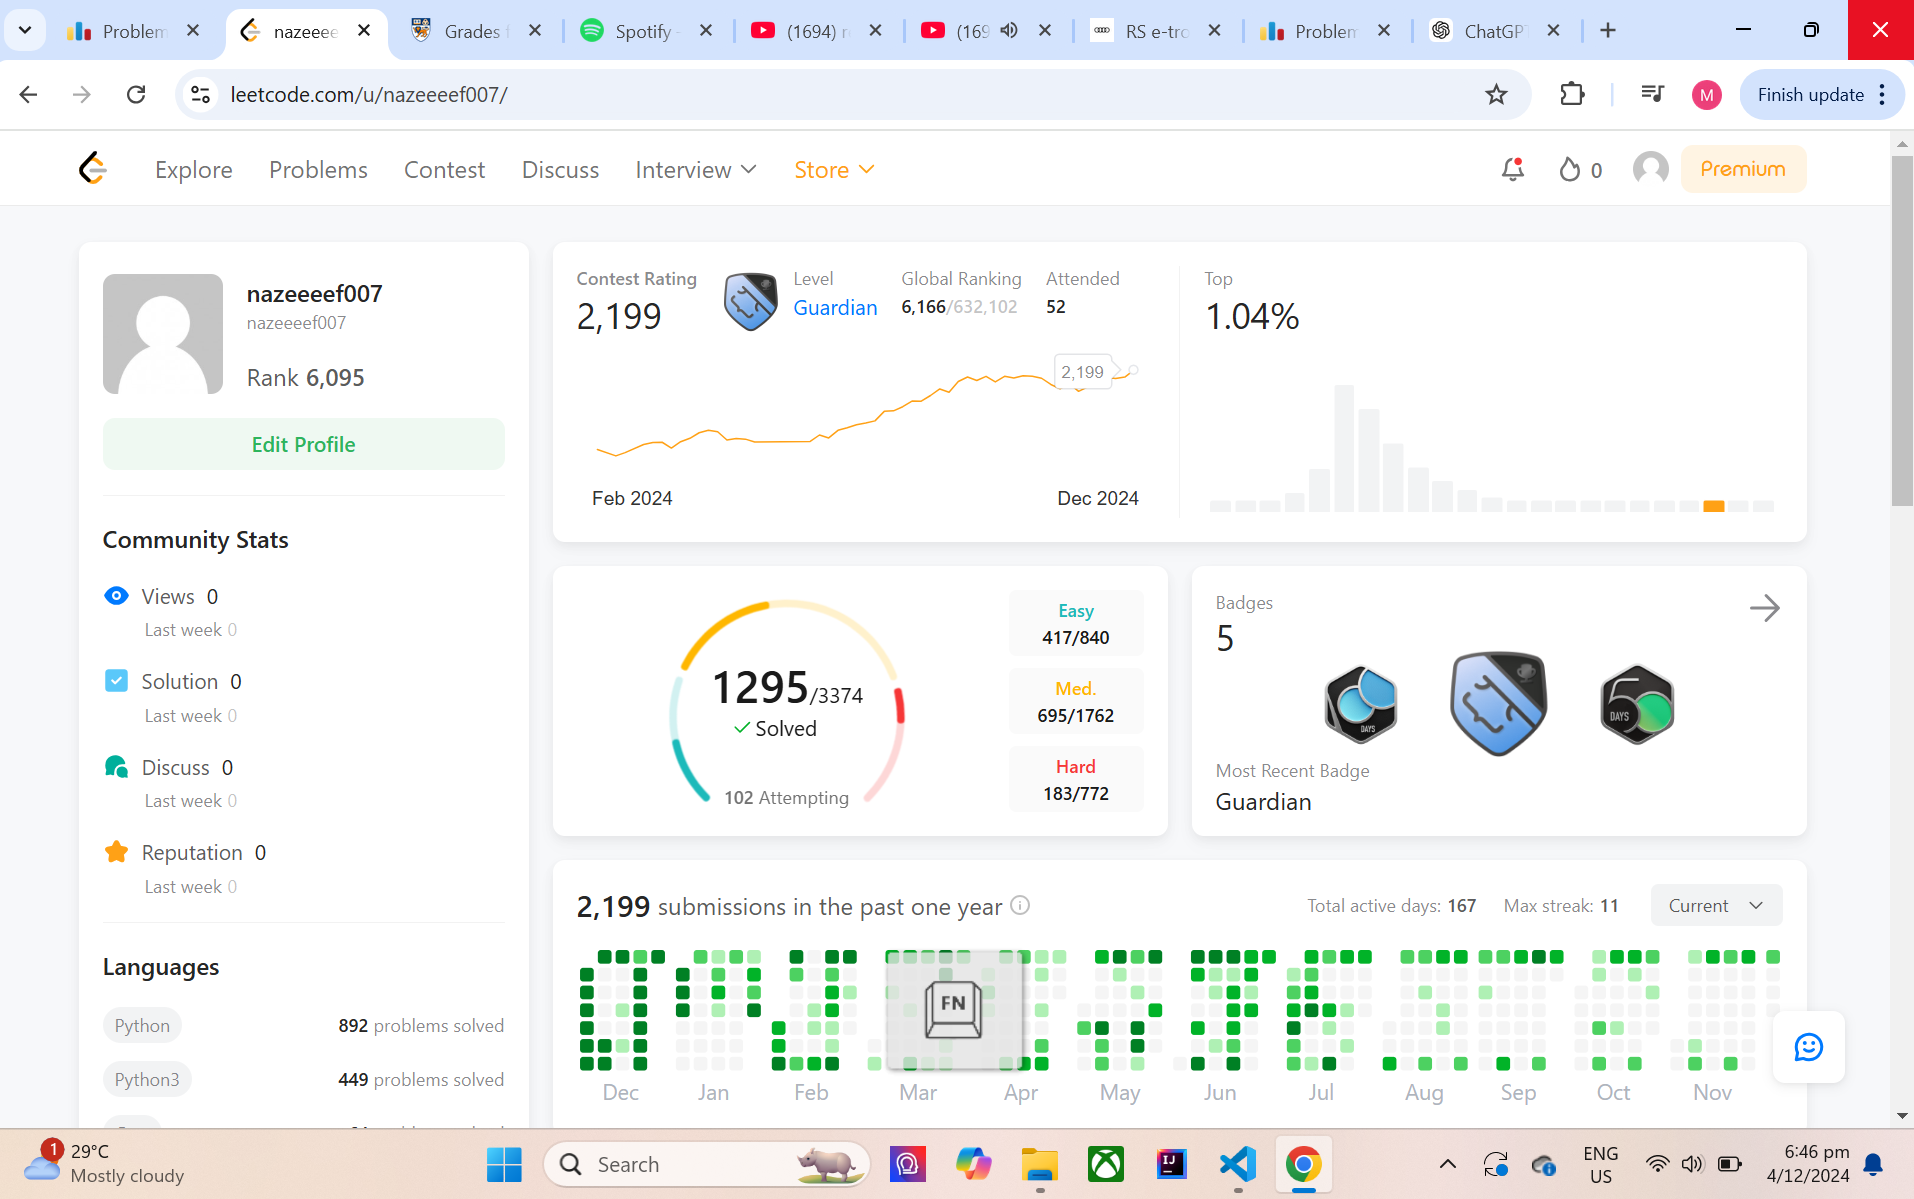 Problem
nazeeee
Grades f
Spotify -
(1694) r
(169
RS e-tro
Problem
ChatGPT
leetcode.com/u/nazeeeef007/
M
Finish update
Explore
Problems
Contest
Discuss
Interview
Store
0
Premium
nazeeeef007
nazeeeef007
Rank 6,095
Edit Profile
Community Stats
Views 0
Last week 0
Solution 0
Last week 0
Discuss 0
Last week 0
Reputation 0
Last week 0
Languages
Python 892 problems solved
Python3 449 problems solved
Contest Rating
2,199
Level
Guardian
Global Ranking
6,166/632,102
Attended
52
2,199
Feb 2024
Dec 2024
Top
1.04%
1295/3374
Solved
102 Attempting
Easy
417/840
Med.
695/1762
Hard
183/772
Badges
5
DAYS
50
DAYS
Most Recent Badge
Guardian
2,199 submissions in the past one year
Total active days: 167
Max streak: 11
Current
FN
Dec
Jan
Feb
Mar
Apr
May
Jun
Jul
Aug
Sep
Oct
Nov
1
29°C
Mostly cloudy
Search
IJ
ENG
US
6:46 pm
4/12/2024